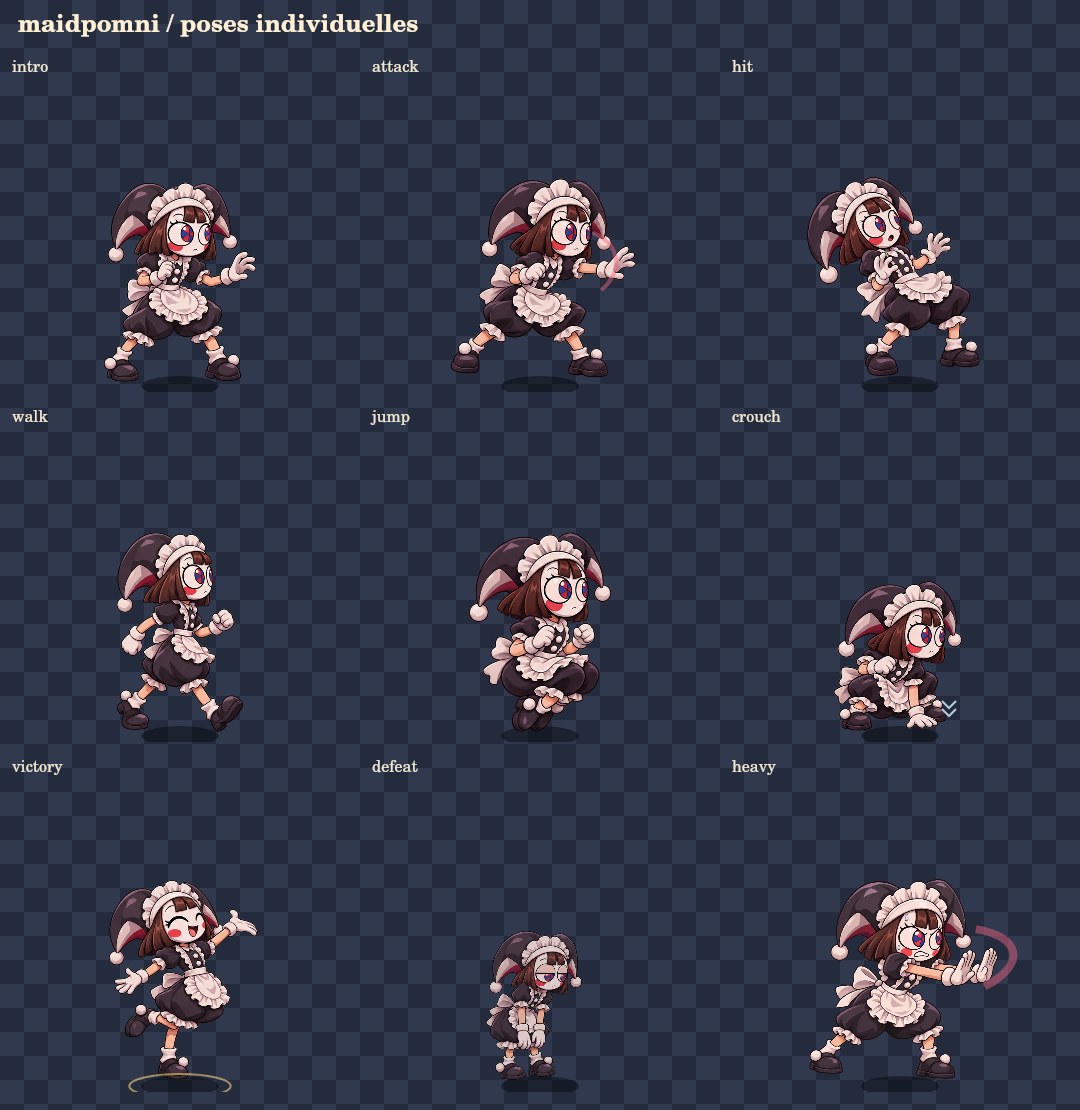 maidpomni / poses individuelles
intro
attack
hit
walk
jump
crouch
victory
defeat
heavy